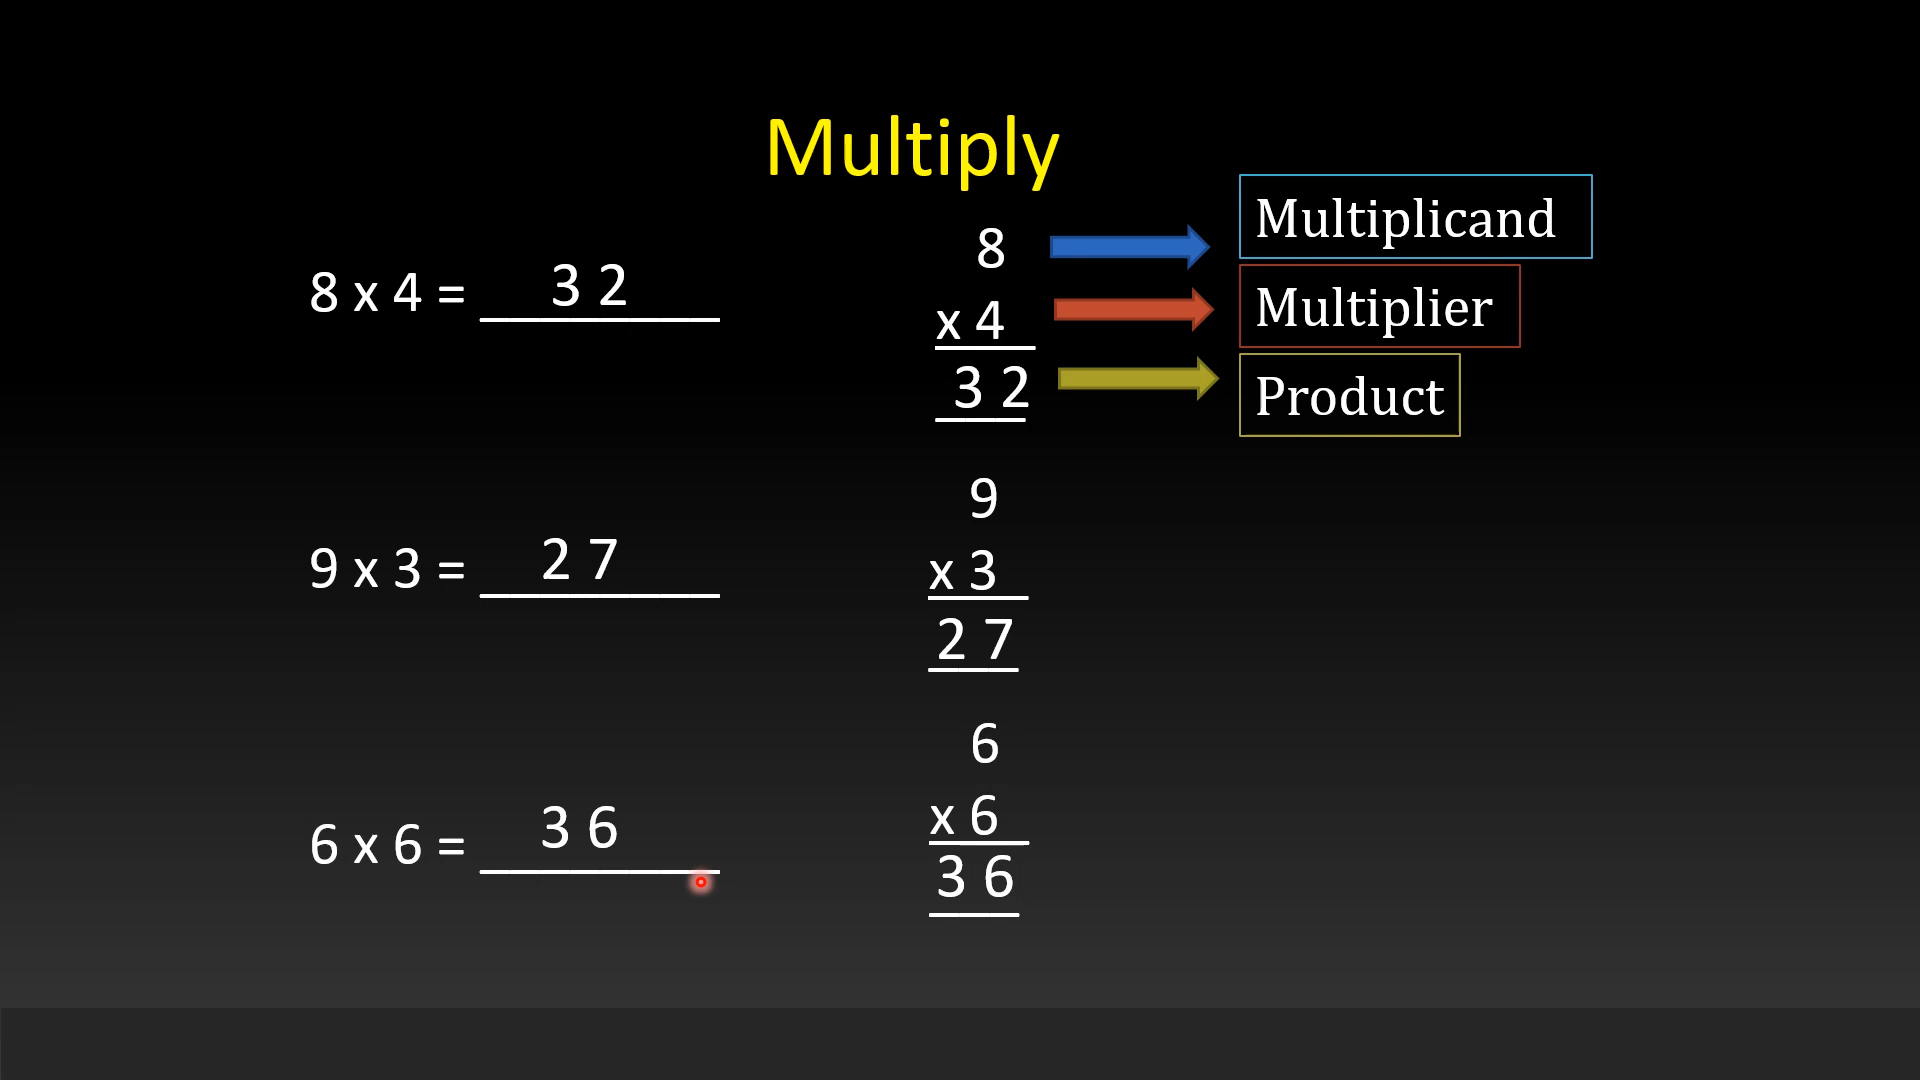 Multiply
8 x 4 = 3 2
8
x 4
3 2
Multiplicand
Multiplier
Product
9 x 3 = 2 7
9
x 3
2 7
6 x 6 = 3 6
6
x 6
3 6